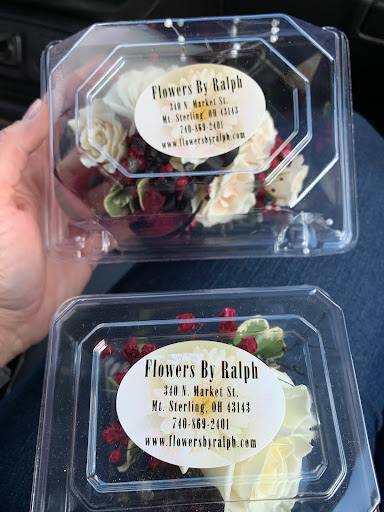 Flowers By Ralph
340 N. Market St.
Mt. Sterling, OH 43143
740-869-2401
www.flowersbyralph.com
Flowers By Ralph
340 N. Market St.
Mt. Sterling, OH 43143
740-869-2401
www.flowersbyralph.com